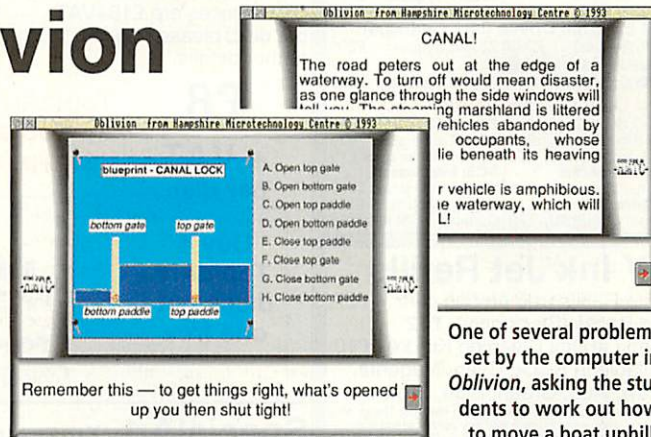 vion
Oblivion from Hampshire Microtechnology Centre © 1993
CANAL!
The road peters out at the edge of a
waterway. To turn off would mean disaster,
as one glance through the side windows will
tell you. The steaming marshland is littered
vehicles abandoned by
occupants, whose
lie beneath its heaving
r vehicle is amphibious.
e waterway, which will
L!
Oblivion from Hampshire Microtechnology Centre © 1993
blueprint - CANAL LOCK
bottom gate top gate
bottom paddle top paddle
A. Open top gate
B. Open bottom gate
C. Open top paddle
D. Open bottom paddle
E. Close top paddle
F. Close top gate
G. Close bottom gate
H. Close bottom paddle
Remember this — to get things right, what's opened
up you then shut tight!
One of several problem
set by the computer in
Oblivion, asking the stu
dents to work out how
to move a boat uphill